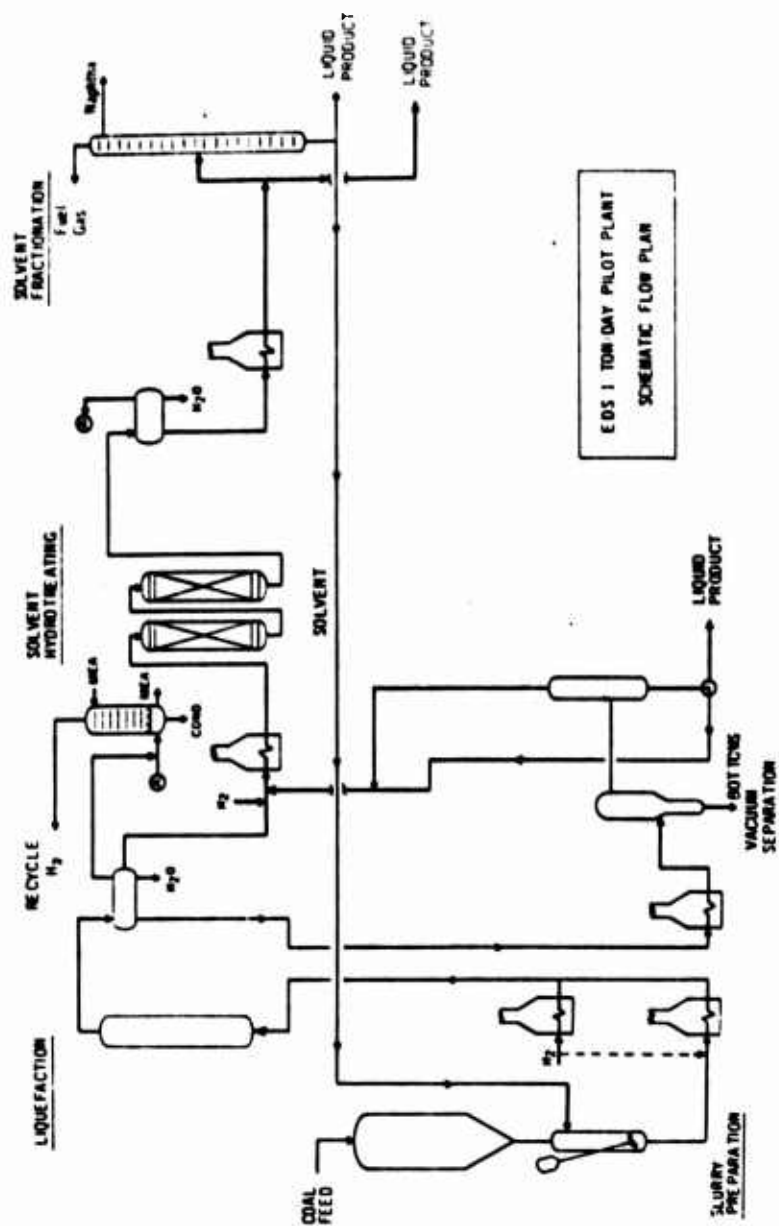 LIQUEFACTION
RECYCLE
H2
MEA
MEA
COND
H2O
H2
SOLVENT
HYDROTREATING
H2O
SOLVENT
FRACTIONATION
Fuel
Gas
Naphtha
LIQUID
PRODUCT
LIQUID
PRODUCT
SOLVENT
COAL
FEED
SLURRY
PREPARATION
H2
BOTTOMS
VACUUM
SEPARATION
LIQUID
PRODUCT
EDS 1 TON/DAY PILOT PLANT
SCHEMATIC FLOW PLAN